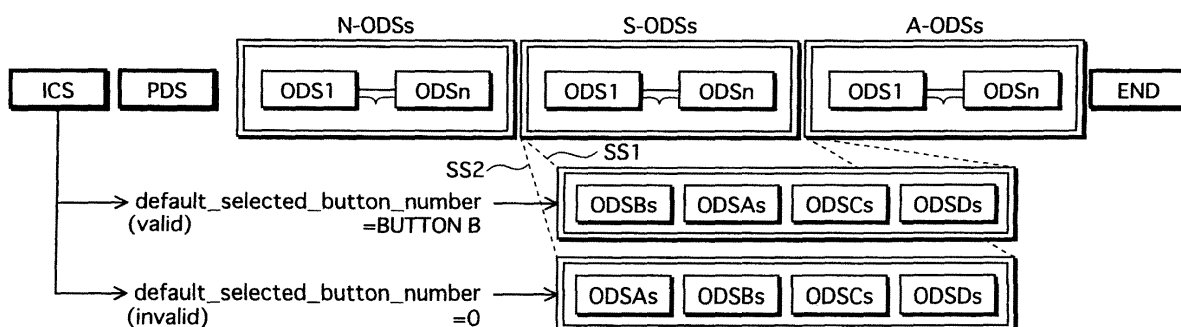 N-ODSs S-ODSs A-ODSs
ICS PDS ODS1 ODSn ODS1 ODSn ODS1 ODSn END
SS1
SS2
default_selected_button_number
(valid) =BUTTON B
ODSBs ODSAs ODSCs ODSDs
default_selected_button_number
(invalid) =0
ODSAs ODSBs ODSCs ODSDs